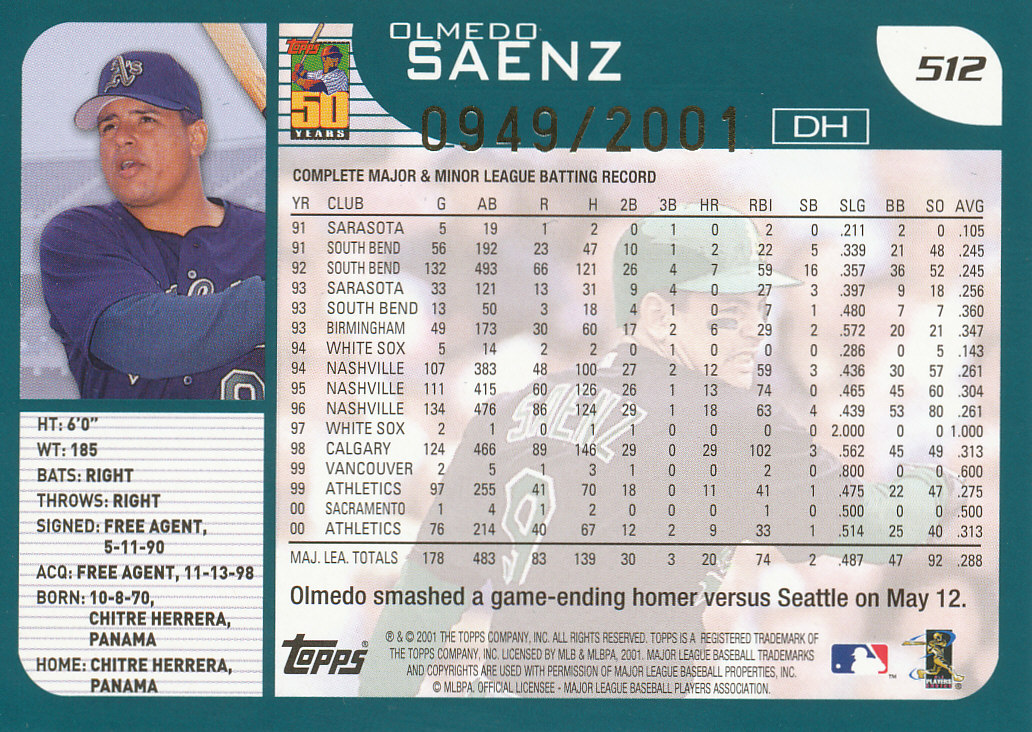 OLMEDO
SAENZ
512
Topps
50
YEARS
0949/2001
DH
A's
COMPLETE MAJOR & MINOR LEAGUE BATTING RECORD
YR CLUB G AB R H 2B 3B HR RBI SB SLG BB SO AVG
91 SARASOTA 5 19 1 2 0 1 0 2 0 .211 2 0 .105
91 SOUTH BEND 56 192 23 47 10 1 2 22 5 .339 21 48 .245
92 SOUTH BEND 132 493 66 121 26 4 7 59 16 .357 36 52 .245
93 SARASOTA 33 121 13 31 9 4 0 27 3 .397 9 18 .256
93 SOUTH BEND 13 50 3 18 4 1 0 7 1 .480 7 7 .360
93 BIRMINGHAM 49 173 30 60 17 2 6 29 2 .572 20 21 .347
94 WHITE SOX 5 14 2 2 0 1 0 0 0 .286 0 5 .143
94 NASHVILLE 107 383 48 100 27 2 12 59 3 .436 30 57 .261
95 NASHVILLE 111 415 60 126 26 1 13 74 0 .465 45 60 .304
96 NASHVILLE 134 476 86 124 29 1 18 63 4 .439 53 80 .261
97 WHITE SOX 2 1 0 1 1 0 0 0 0 2.000 0 0 1.000
98 CALGARY 124 466 89 146 29 0 29 102 3 .562 45 49 .313
99 VANCOUVER 2 5 1 3 1 0 0 2 0 .800 0 0 .600
99 ATHLETICS 97 255 41 70 18 0 11 41 1 .475 22 47 .275
00 SACRAMENTO 1 4 1 2 0 0 0 1 0 .500 0 0 .500
00 ATHLETICS 76 214 40 67 12 2 9 33 1 .514 25 40 .313
MAJ. LEA. TOTALS 178 483 83 139 30 3 20 74 2 .487 47 92 .288
SAENZ
9
Olmedo smashed a game-ending homer versus Seattle on May 12.
HT: 6'0"
WT: 185
BATS: RIGHT
THROWS: RIGHT
SIGNED: FREE AGENT,
5-11-90
ACQ: FREE AGENT, 11-13-98
BORN: 10-8-70,
CHITRE HERRERA,
PANAMA
HOME: CHITRE HERRERA,
PANAMA
Topps®
® & © 2001 THE TOPPS COMPANY, INC. ALL RIGHTS RESERVED. TOPPS IS A REGISTERED TRADEMARK OF
THE TOPPS COMPANY, INC. LICENSED BY MLB & MLBPA, 2001. MAJOR LEAGUE BASEBALL TRADEMARKS
AND COPYRIGHTS ARE USED WITH PERMISSION OF MAJOR LEAGUE BASEBALL PROPERTIES, INC.
© MLBPA. OFFICIAL LICENSEE - MAJOR LEAGUE BASEBALL PLAYERS ASSOCIATION.
TM
PLAYERS